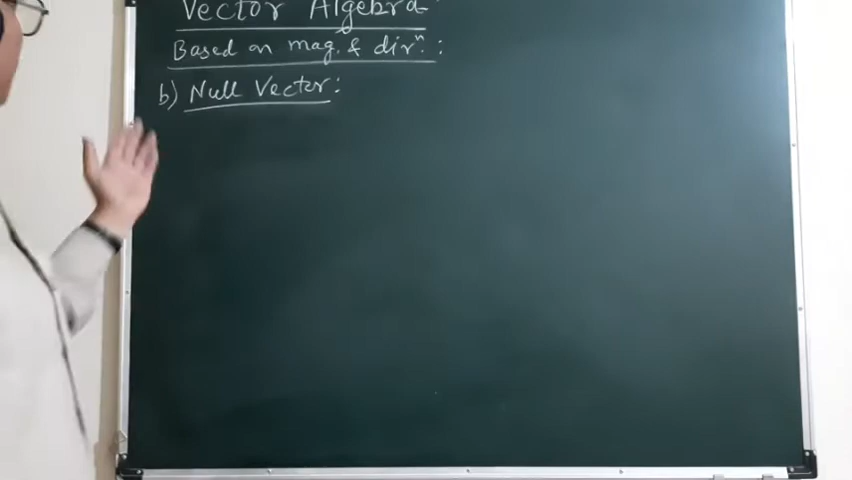 Vector Algebra:
Based on mag. & dirⁿ. :
b) Null Vector: